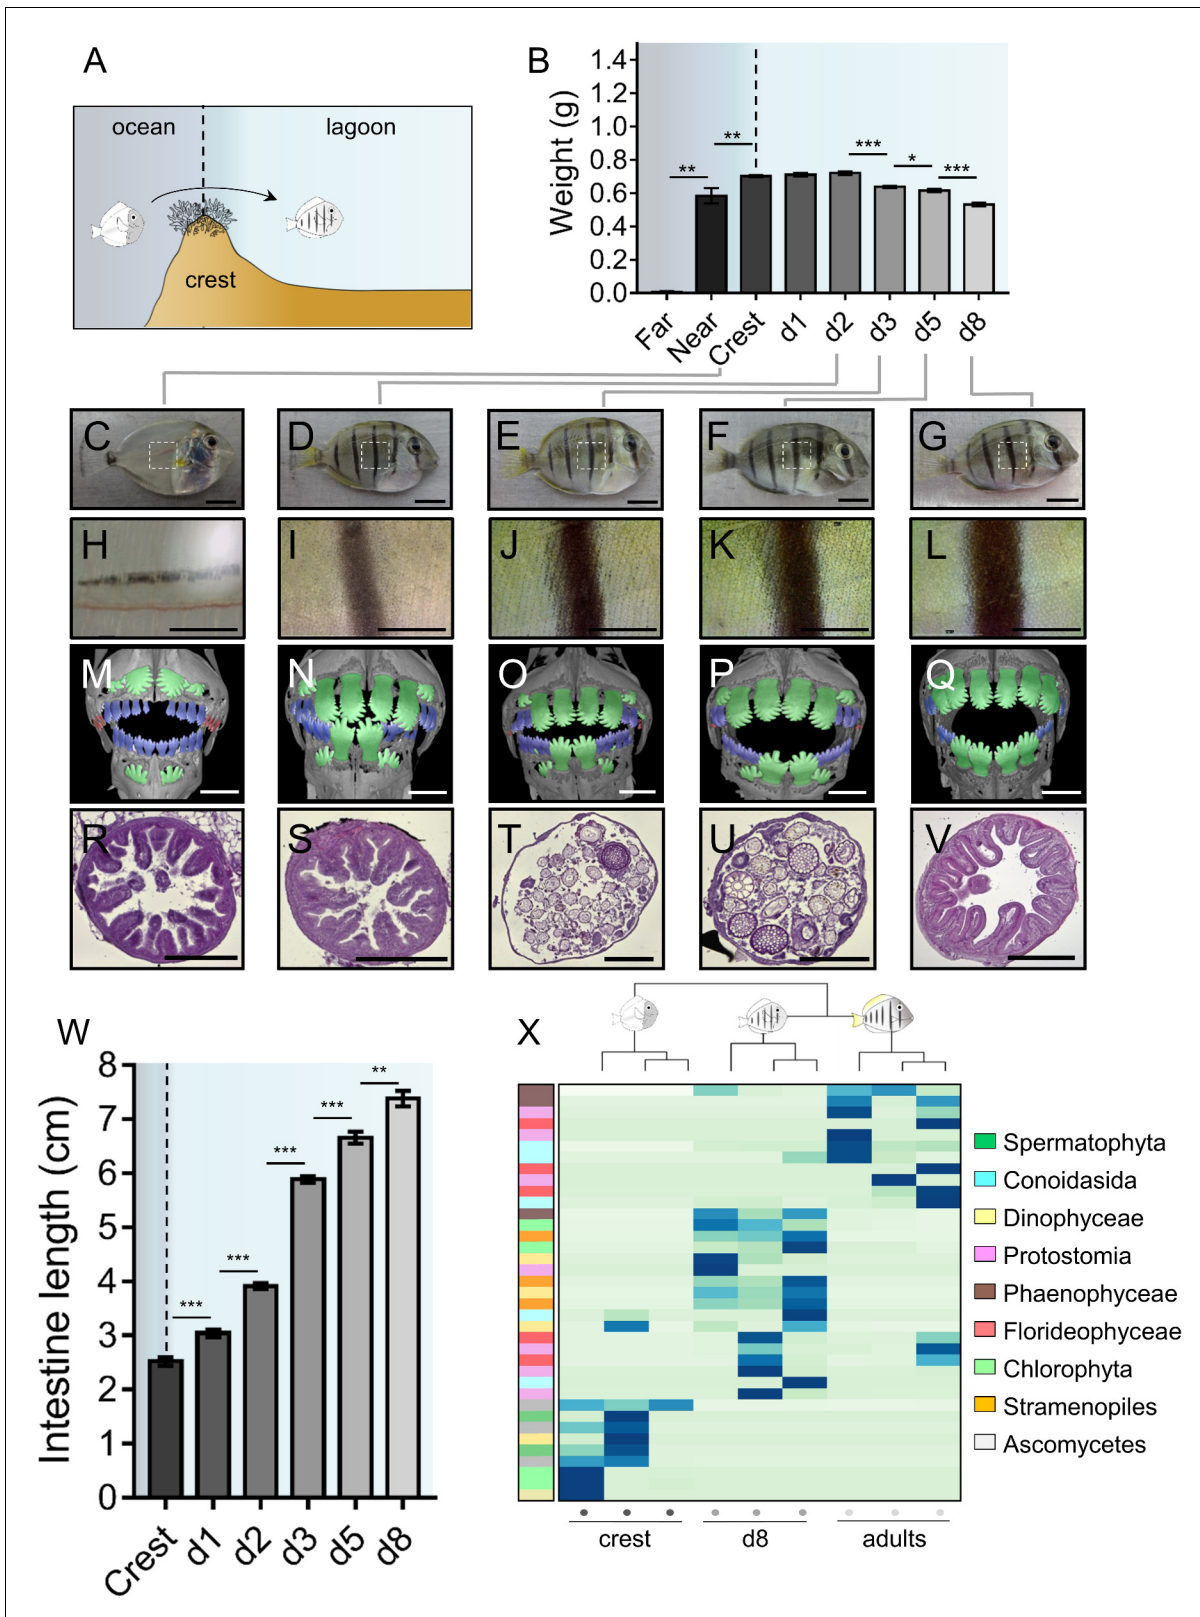 A
ocean
lagoon
crest
B
Weight (g)
1.4
1.2
1.0
0.8
0.6
0.4
0.2
0.0
**
**
***
*
***
Far
Near
Crest
d1
d2
d3
d5
d8
C
D
E
F
G
H
I
J
K
L
M
N
O
P
Q
R
S
T
U
V
W
Intestine length (cm)
8
7
6
5
4
3
2
1
0
***
***
***
***
**
Crest
d1
d2
d3
d5
d8
X
Spermatophyta
Conoidasida
Dinophyceae
Protostomia
Phaenophyceae
Florideophyceae
Chlorophyta
Stramenopiles
Ascomycetes
crest
d8
adults